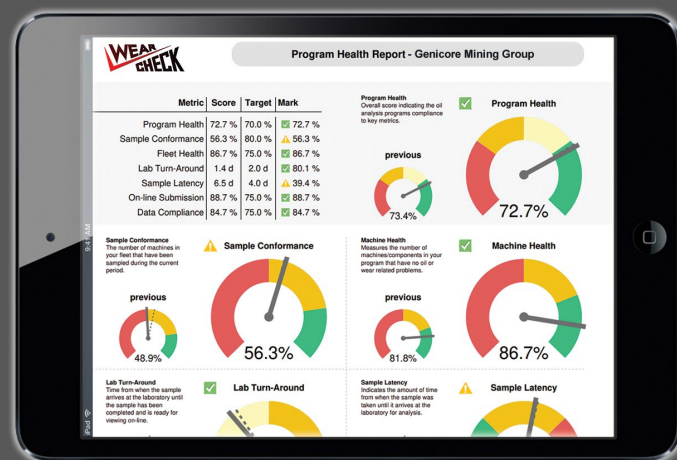 WEAR CHECK
Program Health Report - Genicore Mining Group
Metric Score Target Mark
Program Health 72.7 % 70.0 % 72.7 %
Sample Conformance 56.3 % 80.0 % 56.3 %
Fleet Health 86.7 % 75.0 % 86.7 %
Lab Turn-Around 1.4 d 2.0 d 80.1 %
Sample Latency 6.5 d 4.0 d 39.4 %
On-line Submission 88.7 % 75.0 % 88.7 %
Data Compliance 84.7 % 75.0 % 84.7 %
Program Health
Overall score indicating the oil
analysis programs compliance
to key metrics.
previous
73.4%
Program Health
72.7%
Sample Conformance
The number of machines in
your fleet that have been
sampled during the current
period.
previous
48.9%
Sample Conformance
56.3%
Machine Health
Measures the number of
machines/components in your
program that have no oil or
wear related problems.
previous
81.8%
Machine Health
86.7%
Lab Turn-Around
Time from when the sample
arrives at the laboratory until
the sample has been
completed and is ready for
viewing on-line.
Lab Turn-Around
Sample Latency
Indicates the amount of time
from when the sample was
taken until it arrives at the
laboratory for analysis.
Sample Latency
9:41 AM
iPad